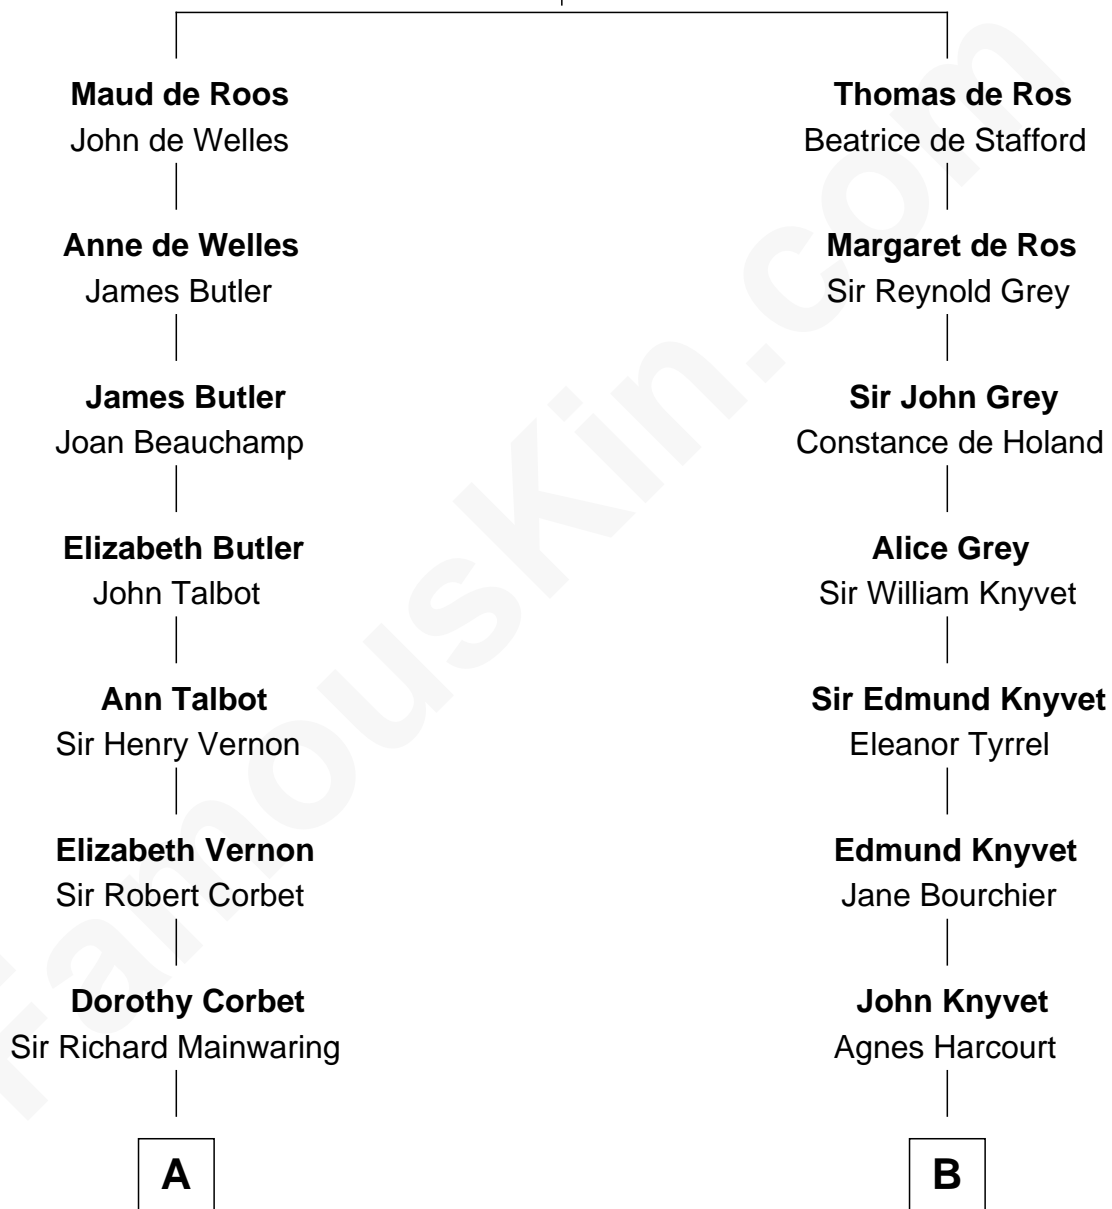 Maud de Roos
John de Welles
Anne de Welles
James Butler
James Butler
Joan Beauchamp
Elizabeth Butler
John Talbot
Ann Talbot
Sir Henry Vernon
Elizabeth Vernon
Sir Robert Corbet
Dorothy Corbet
Sir Richard Mainwaring
A
Thomas de Ros
Beatrice de Stafford
Margaret de Ros
Sir Reynold Grey
Sir John Grey
Constance de Holand
Alice Grey
Sir William Knyvet
Sir Edmund Knyvet
Eleanor Tyrrel
Edmund Knyvet
Jane Bourchier
John Knyvet
Agnes Harcourt
B
FamousKin.com